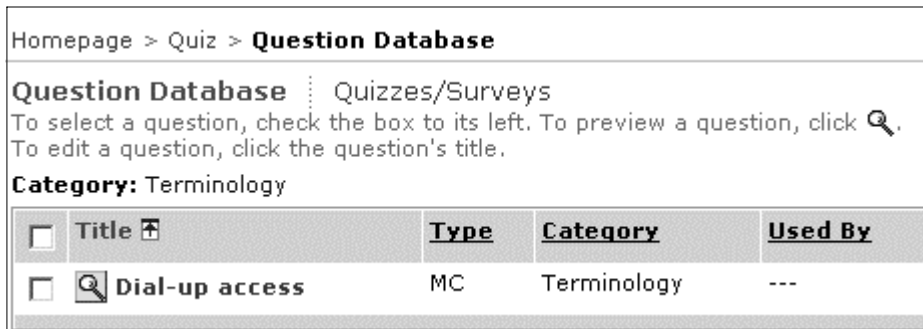 Homepage > Quiz > Question Database
Question Database Quizzes/Surveys
To select a question, check the box to its left. To preview a question, click .
To edit a question, click the question's title.
Category: Terminology
Title Type Category Used By
Dial-up access MC Terminology ---